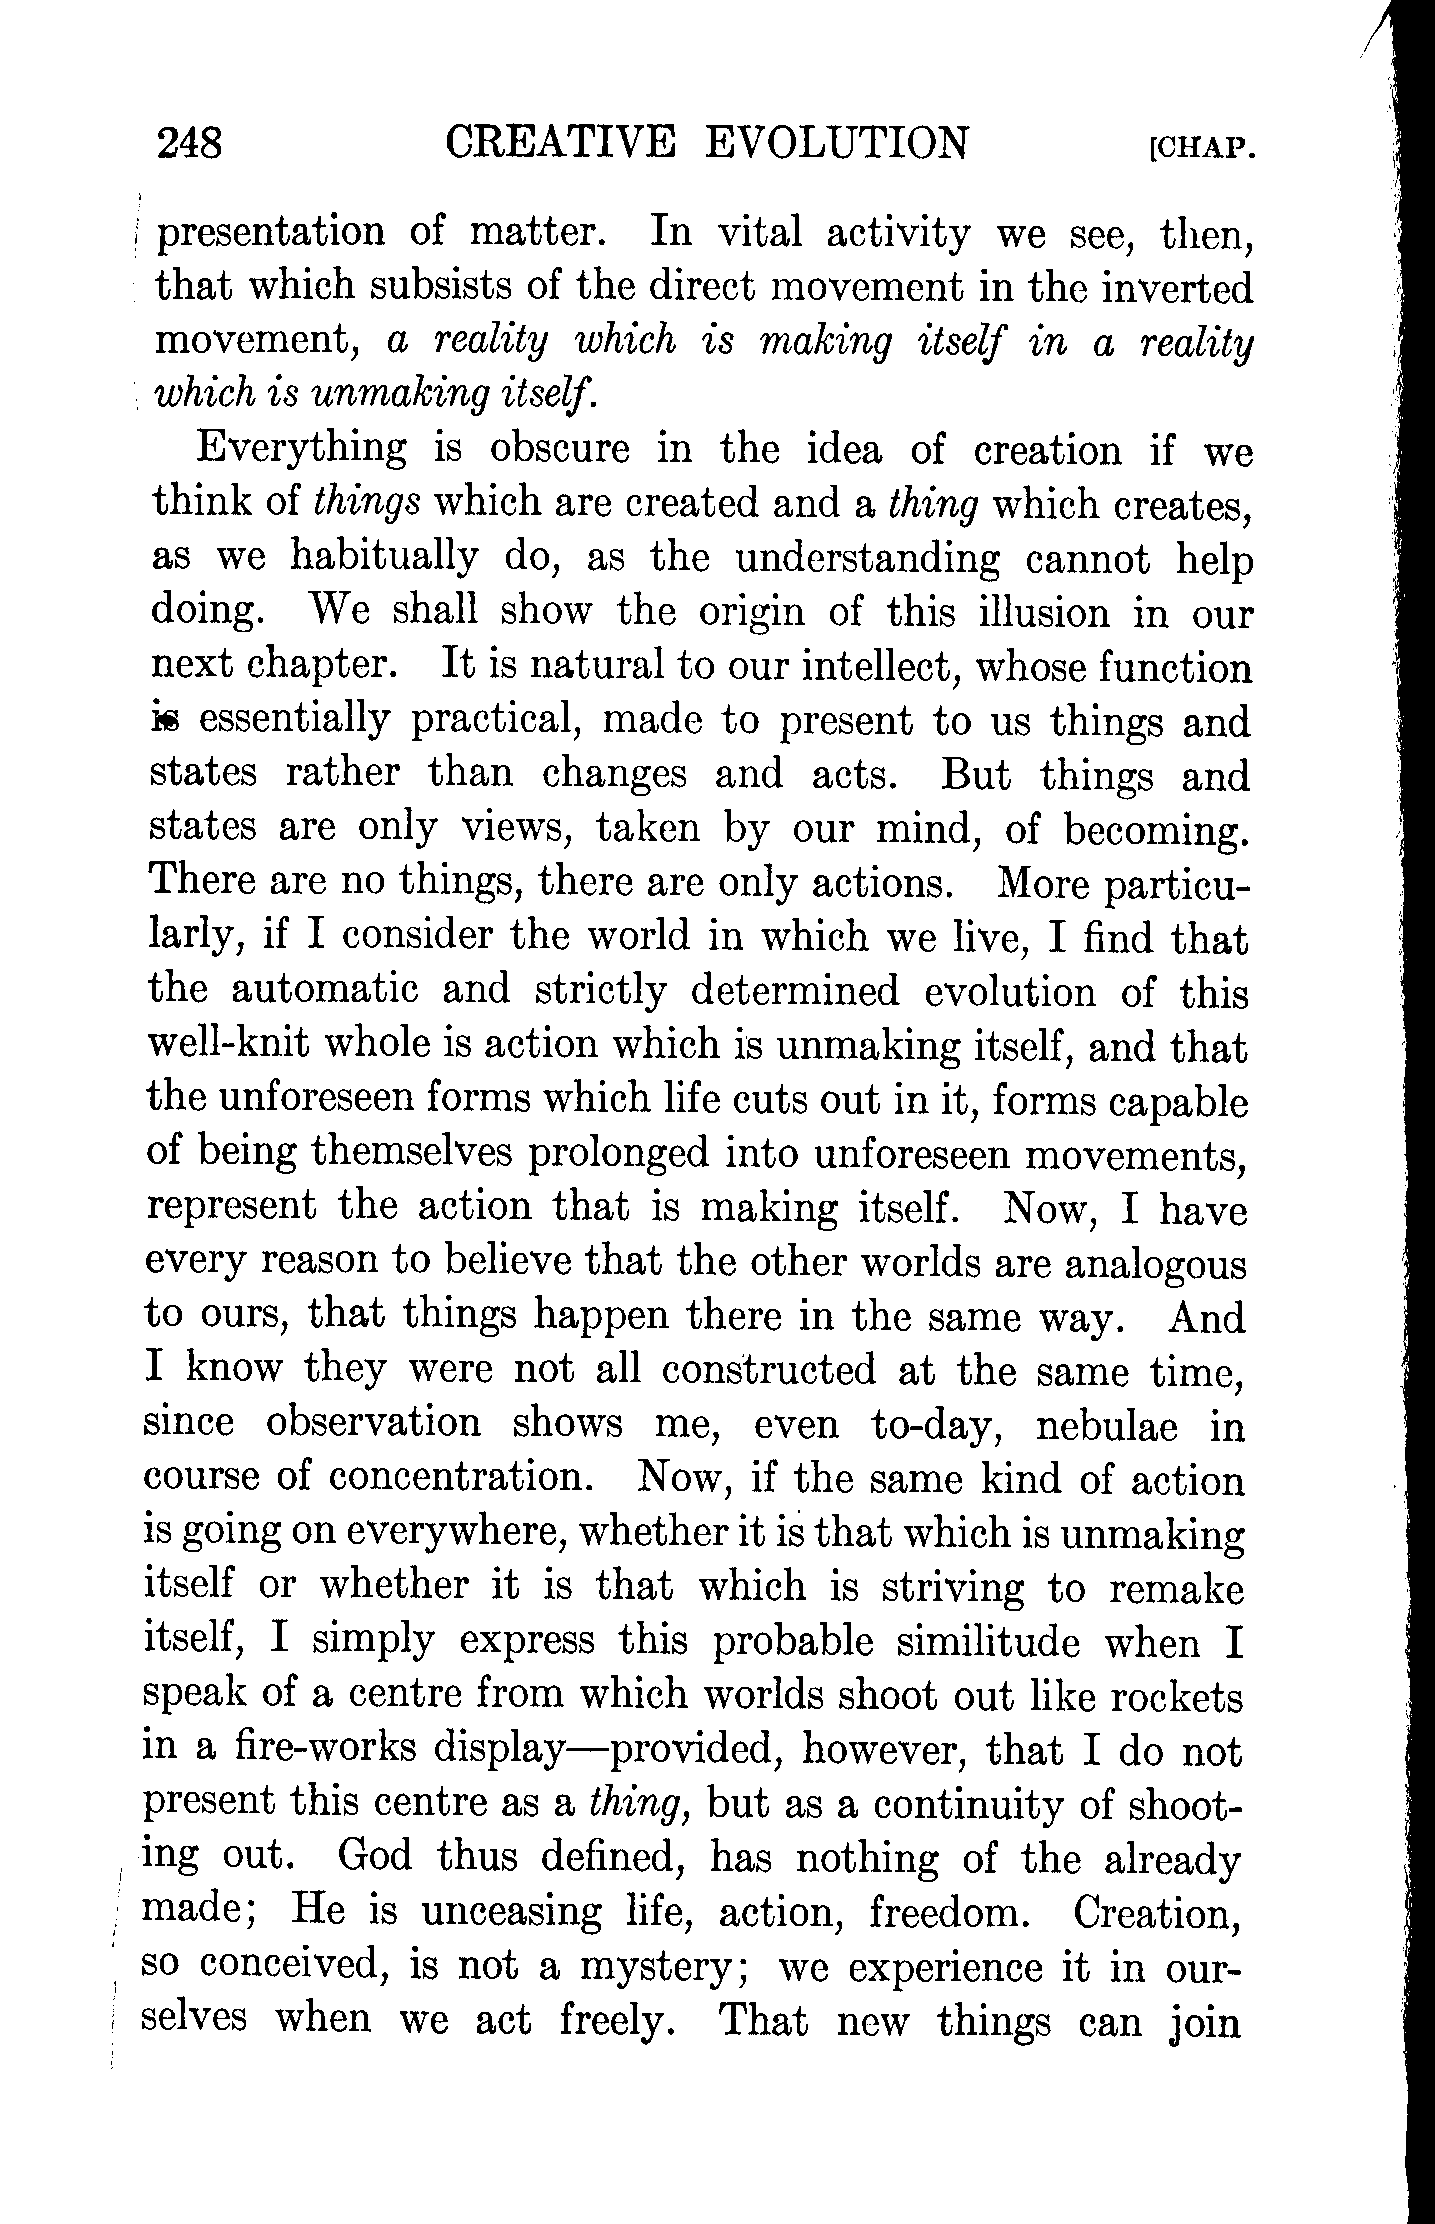 248 CREATIVE EVOLUTION [CHAP.
presentation of matter. In vital activity we see, then,
that which subsists of the direct movement in the inverted
movement, a reality which is making itself in a reality
which is unmaking itself.
Everything is obscure in the idea of creation if we
think of things which are created and a thing which creates,
as we habitually do, as the understanding cannot help
doing. We shall show the origin of this illusion in our
next chapter. It is natural to our intellect, whose function
is essentially practical, made to present to us things and
states rather than changes and acts. But things and
states are only views, taken by our mind, of becoming.
There are no things, there are only actions. More particu-
larly, if I consider the world in which we live, I find that
the automatic and strictly determined evolution of this
well-knit whole is action which is unmaking itself, and that
the unforeseen forms which life cuts out in it, forms capable
of being themselves prolonged into unforeseen movements,
represent the action that is making itself. Now, I have
every reason to believe that the other worlds are analogous
to ours, that things happen there in the same way. And
I know they were not all constructed at the same time,
since observation shows me, even to-day, nebulae in
course of concentration. Now, if the same kind of action
is going on everywhere, whether it is that which is unmaking
itself or whether it is that which is striving to remake
itself, I simply express this probable similitude when I
speak of a centre from which worlds shoot out like rockets
in a fire-works display—provided, however, that I do not
present this centre as a thing, but as a continuity of shoot-
ing out. God thus defined, has nothing of the already
made; He is unceasing life, action, freedom. Creation,
so conceived, is not a mystery; we experience it in our-
selves when we act freely. That new things can join